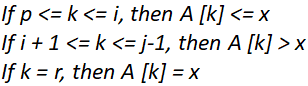 If p <= k <= i, then A [k] <= x
If i + 1 <= k <= j-1, then A [k] > x
If k = r, then A [k] = x